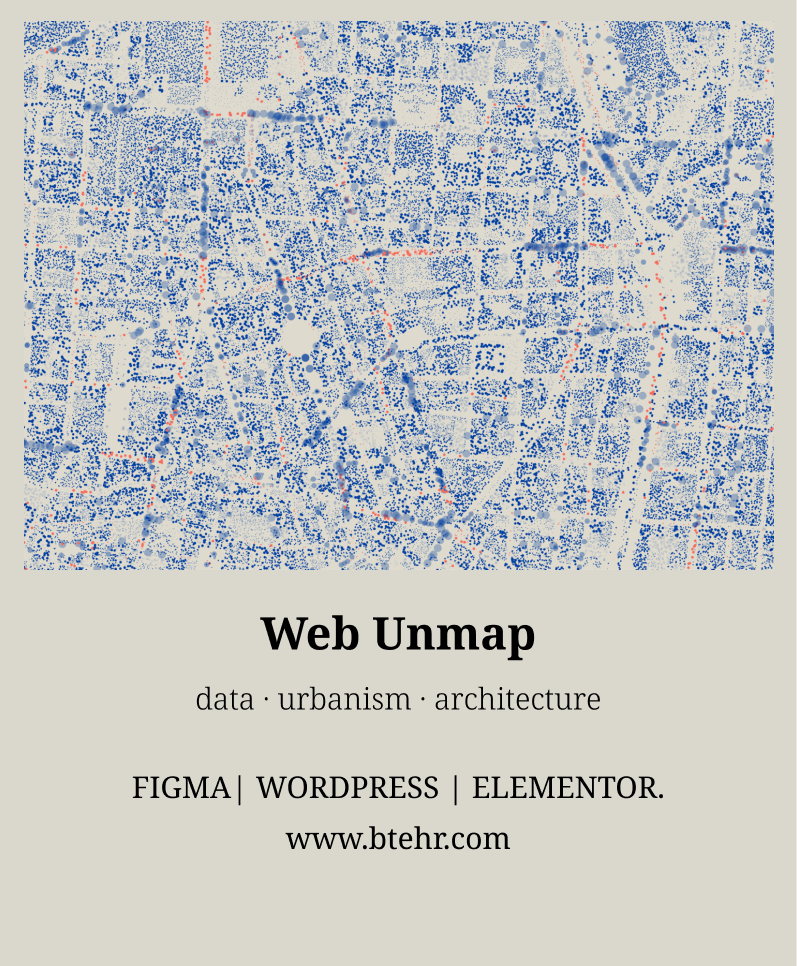 Web Unmap
data · urbanism · architecture
FIGMA| WORDPRESS | ELEMENTOR.
www.btehr.com